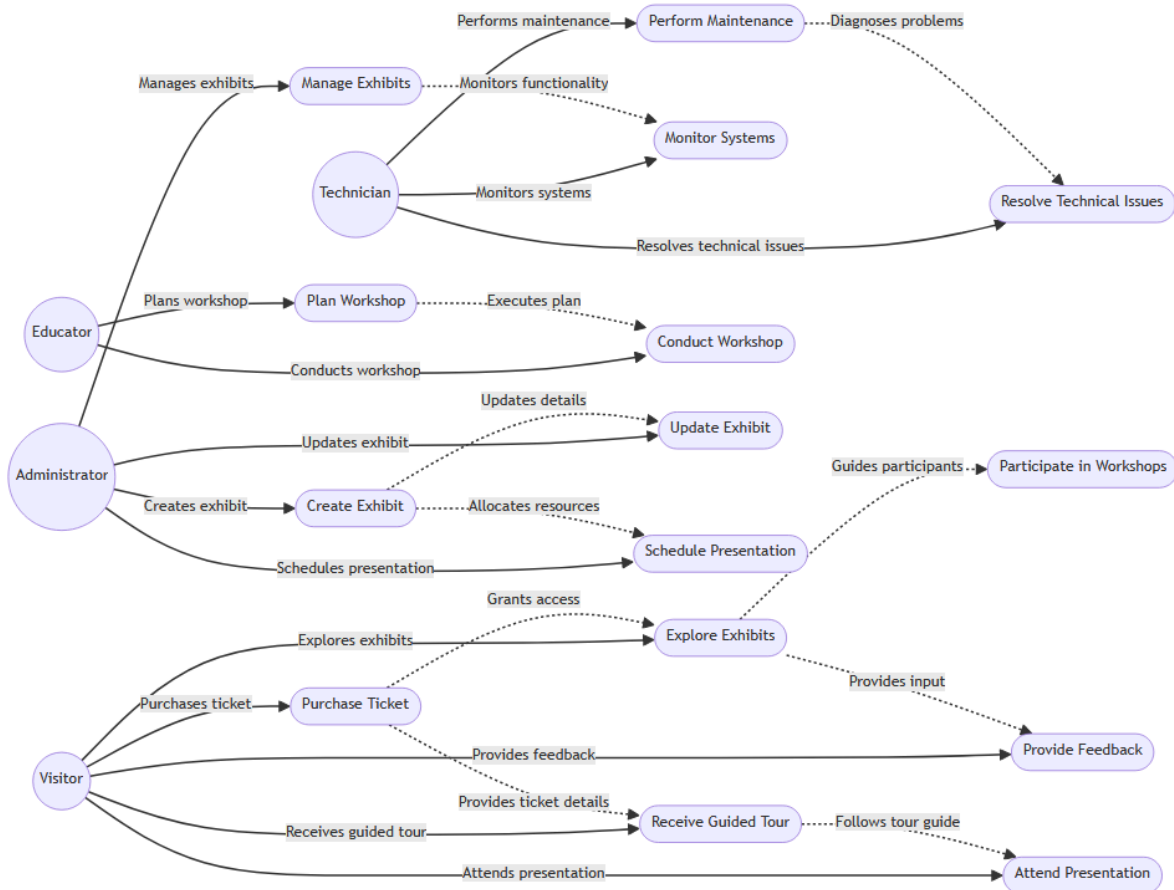 Performs maintenance
Perform Maintenance
Diagnoses problems
Manages exhibits
Manage Exhibits
Monitors functionality
Monitor Systems
Technician
Monitors systems
Resolve Technical Issues
Resolves technical issues
Plans workshop
Plan Workshop
Executes plan
Educator
Conduct Workshop
Conducts workshop
Updates details
Updates exhibit
Update Exhibit
Guides participants
Participate in Workshops
Administrator
Creates exhibit
Create Exhibit
Allocates resources
Schedule Presentation
Schedules presentation
Grants access
Explores exhibits
Explore Exhibits
Provides input
Purchases ticket
Purchase Ticket
Provides feedback
Provide Feedback
Visitor
Provides ticket details
Receives guided tour
Receive Guided Tour
Follows tour guide
Attends presentation
Attend Presentation